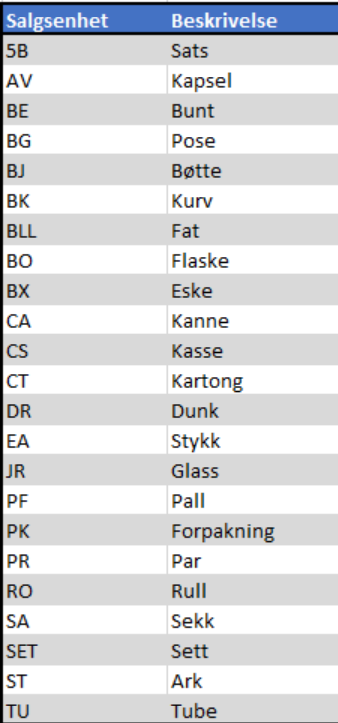 Salgsenhet Beskrivelse
5B Sats
AV Kapsel
BE Bunt
BG Pose
BJ Bøtte
BK Kurv
BLL Fat
BO Flaske
BX Eske
CA Kanne
CS Kasse
CT Kartong
DR Dunk
EA Stykk
JR Glass
PF Pall
PK Forpakning
PR Par
RO Rull
SA Sekk
SET Sett
ST Ark
TU Tube